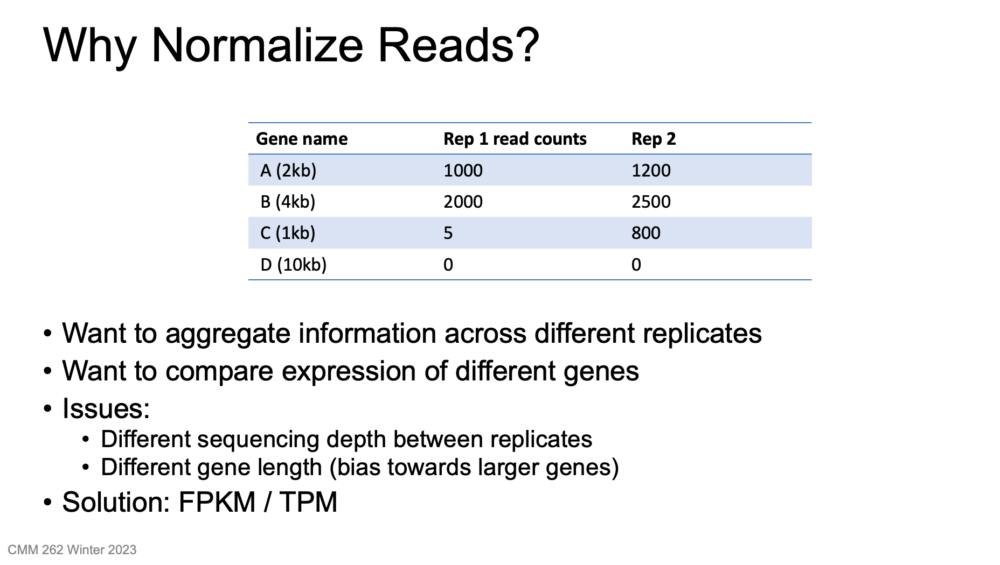 Why Normalize Reads?
Gene name Rep 1 read counts Rep 2
A (2kb) 1000 1200
B (4kb) 2000 2500
C (1kb) 5 800
D (10kb) 0 0
• Want to aggregate information across different replicates
• Want to compare expression of different genes
• Issues:
• Different sequencing depth between replicates
• Different gene length (bias towards larger genes)
• Solution: FPKM / TPM
CMM 262 Winter 2023